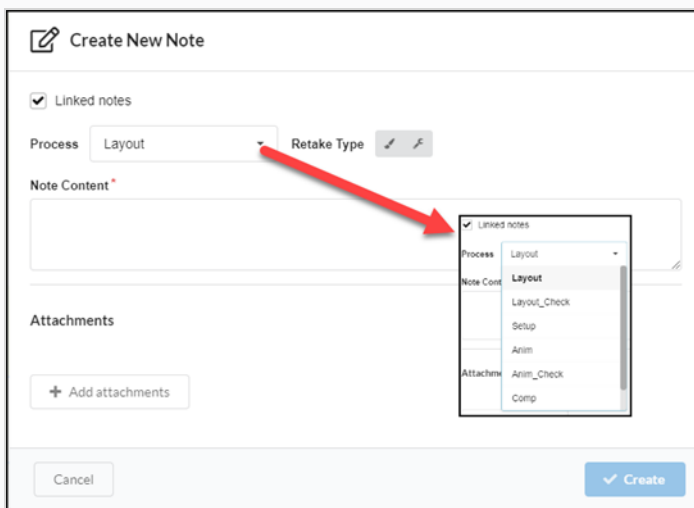 Create New Note
Linked notes
Process Layout Retake Type
Note Content*
Attachments
+ Add attachments
Cancel
Create
Linked notes
Process Layout
Note Cont
Layout
Layout_Check
Setup
Anim
Attachme
Anim_Check
Comp